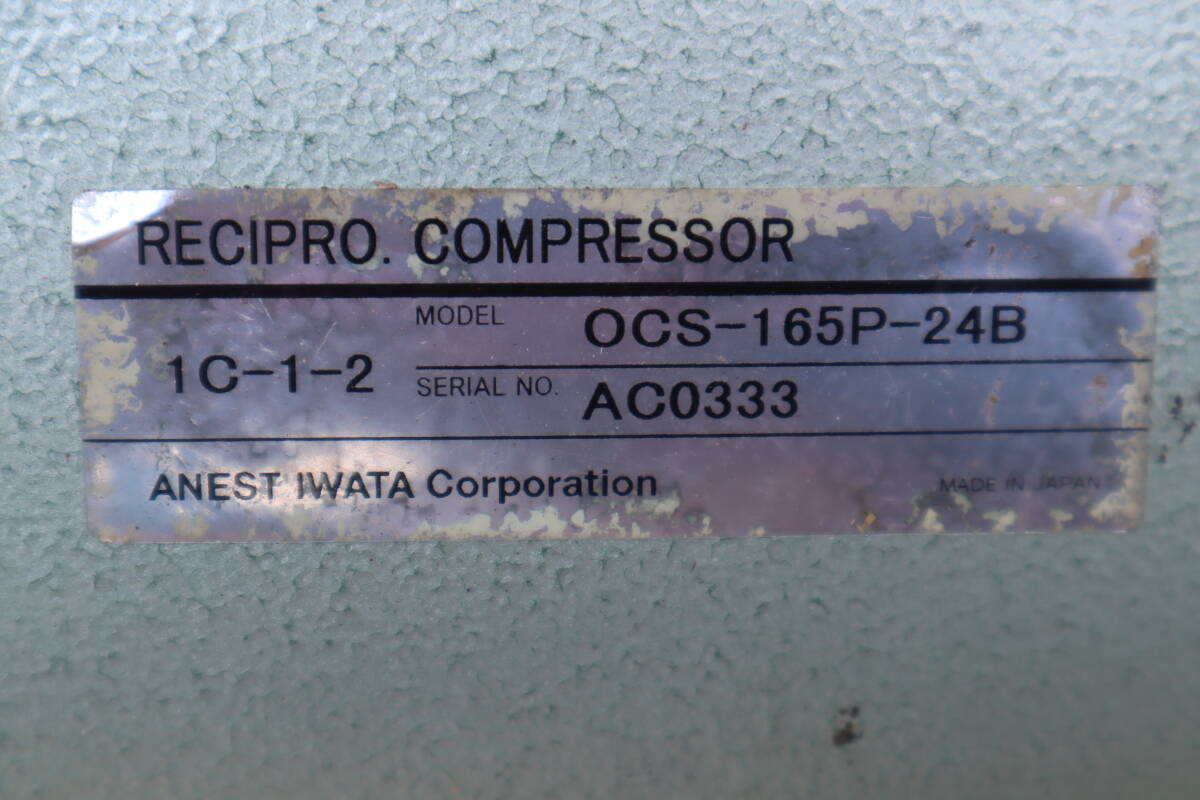 RECIPRO. COMPRESSOR
1C-1-2
MODEL OCS-165P-24B
SERIAL NO. AC0333
ANEST IWATA Corporation
MADE IN JAPAN